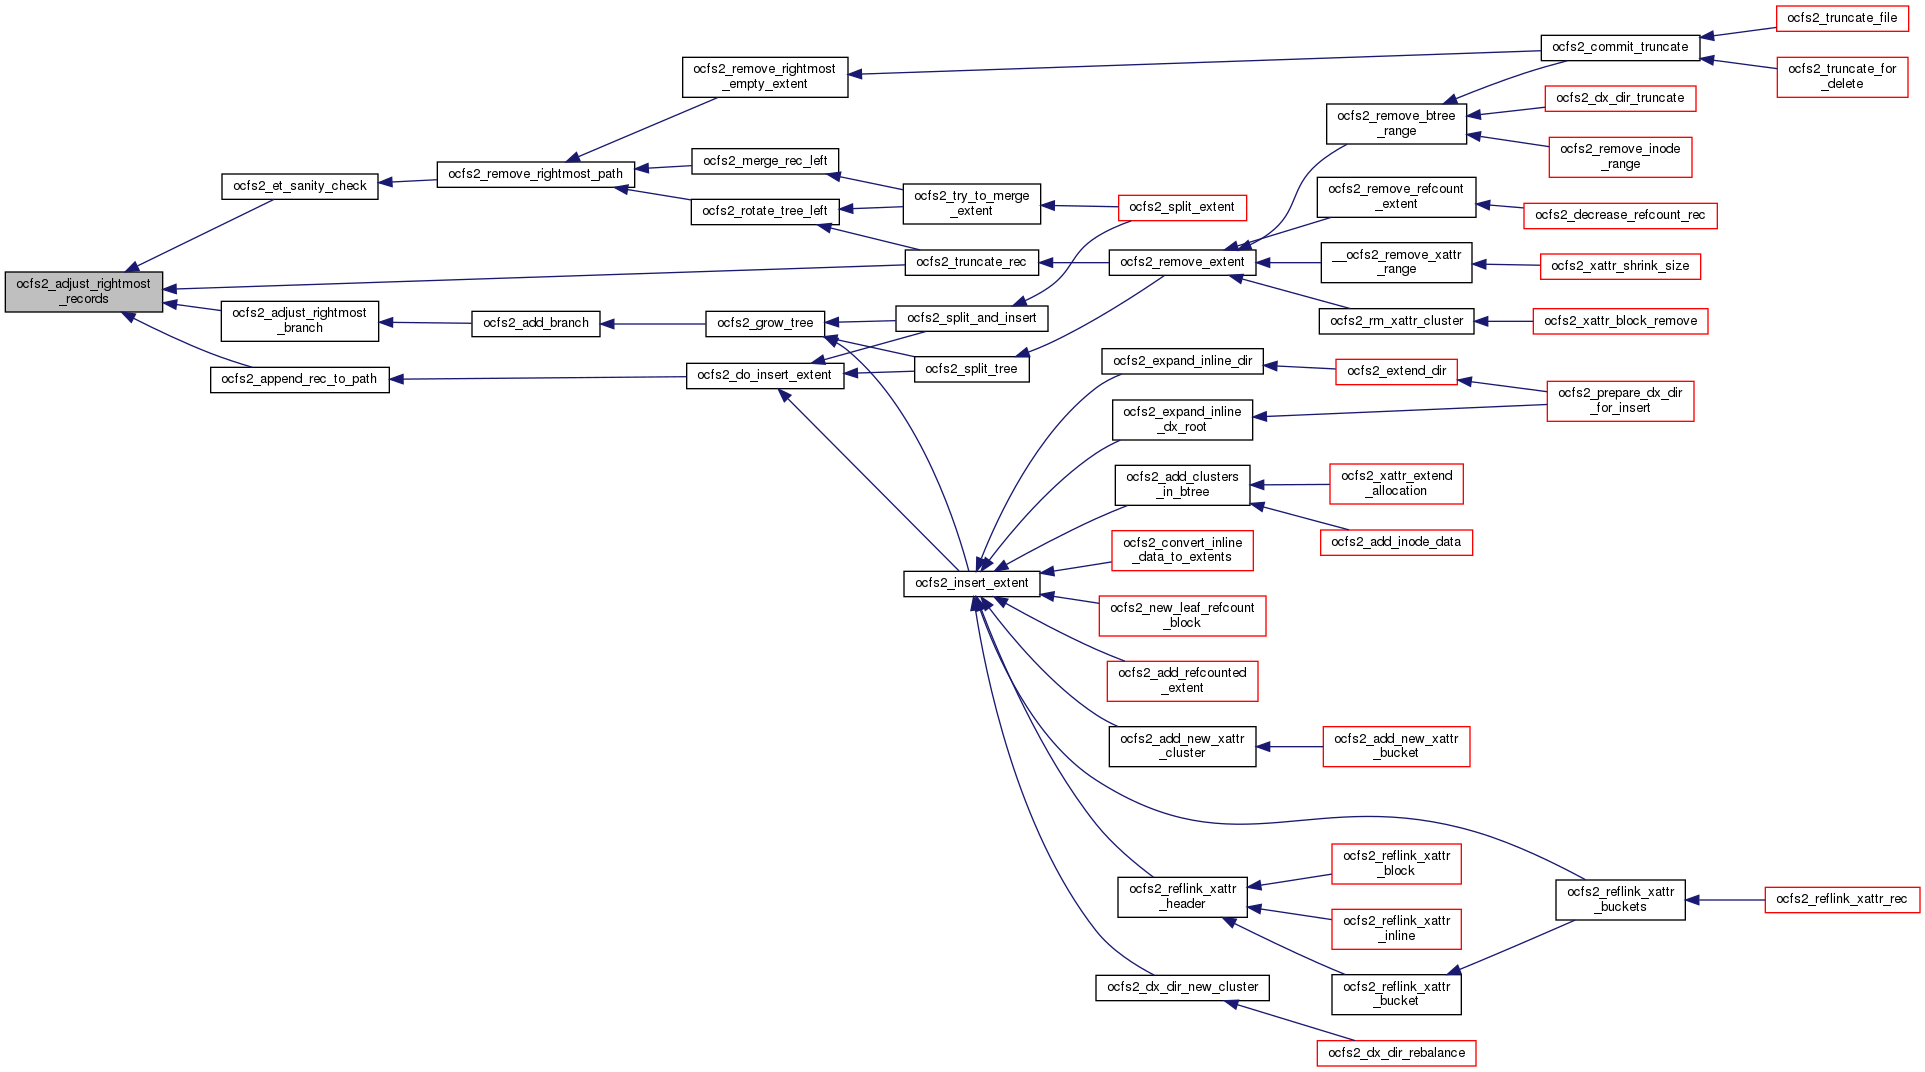 ocfs2_adjust_rightmost
_records
ocfs2_et_sanity_check
ocfs2_adjust_rightmost
_branch
ocfs2_append_rec_to_path
ocfs2_remove_rightmost_path
ocfs2_add_branch
ocfs2_remove_rightmost
_empty_extent
ocfs2_merge_rec_left
ocfs2_rotate_tree_left
ocfs2_grow_tree
ocfs2_do_insert_extent
ocfs2_try_to_merge
_extent
ocfs2_truncate_rec
ocfs2_split_and_insert
ocfs2_split_tree
ocfs2_insert_extent
ocfs2_split_extent
ocfs2_remove_extent
ocfs2_expand_inline_dir
ocfs2_expand_inline
_dx_root
ocfs2_add_clusters
_in_btree
ocfs2_convert_inline
_data_to_extents
ocfs2_new_leaf_refcount
_block
ocfs2_add_refcounted
_extent
ocfs2_add_new_xattr
_cluster
ocfs2_reflink_xattr
_header
ocfs2_dx_dir_new_cluster
ocfs2_remove_btree
_range
ocfs2_remove_refcount
_extent
__ocfs2_remove_xattr
_range
ocfs2_rm_xattr_cluster
ocfs2_extend_dir
ocfs2_xattr_extend
_allocation
ocfs2_add_inode_data
ocfs2_add_new_xattr
_bucket
ocfs2_reflink_xattr
_block
ocfs2_reflink_xattr
_inline
ocfs2_reflink_xattr
_bucket
ocfs2_dx_dir_rebalance
ocfs2_commit_truncate
ocfs2_dx_dir_truncate
ocfs2_remove_inode
_range
ocfs2_decrease_refcount_rec
ocfs2_xattr_shrink_size
ocfs2_xattr_block_remove
ocfs2_prepare_dx_dir
_for_insert
ocfs2_reflink_xattr
_buckets
ocfs2_truncate_file
ocfs2_truncate_for
_delete
ocfs2_reflink_xattr_rec